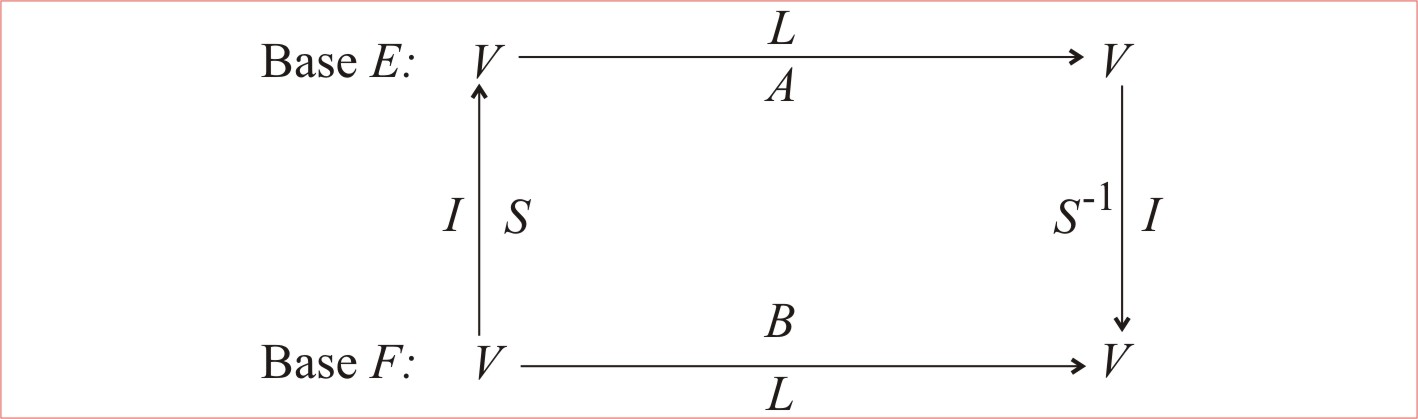 L
Base E: V V
A
I S S⁻¹ I
B
Base F: V V
L